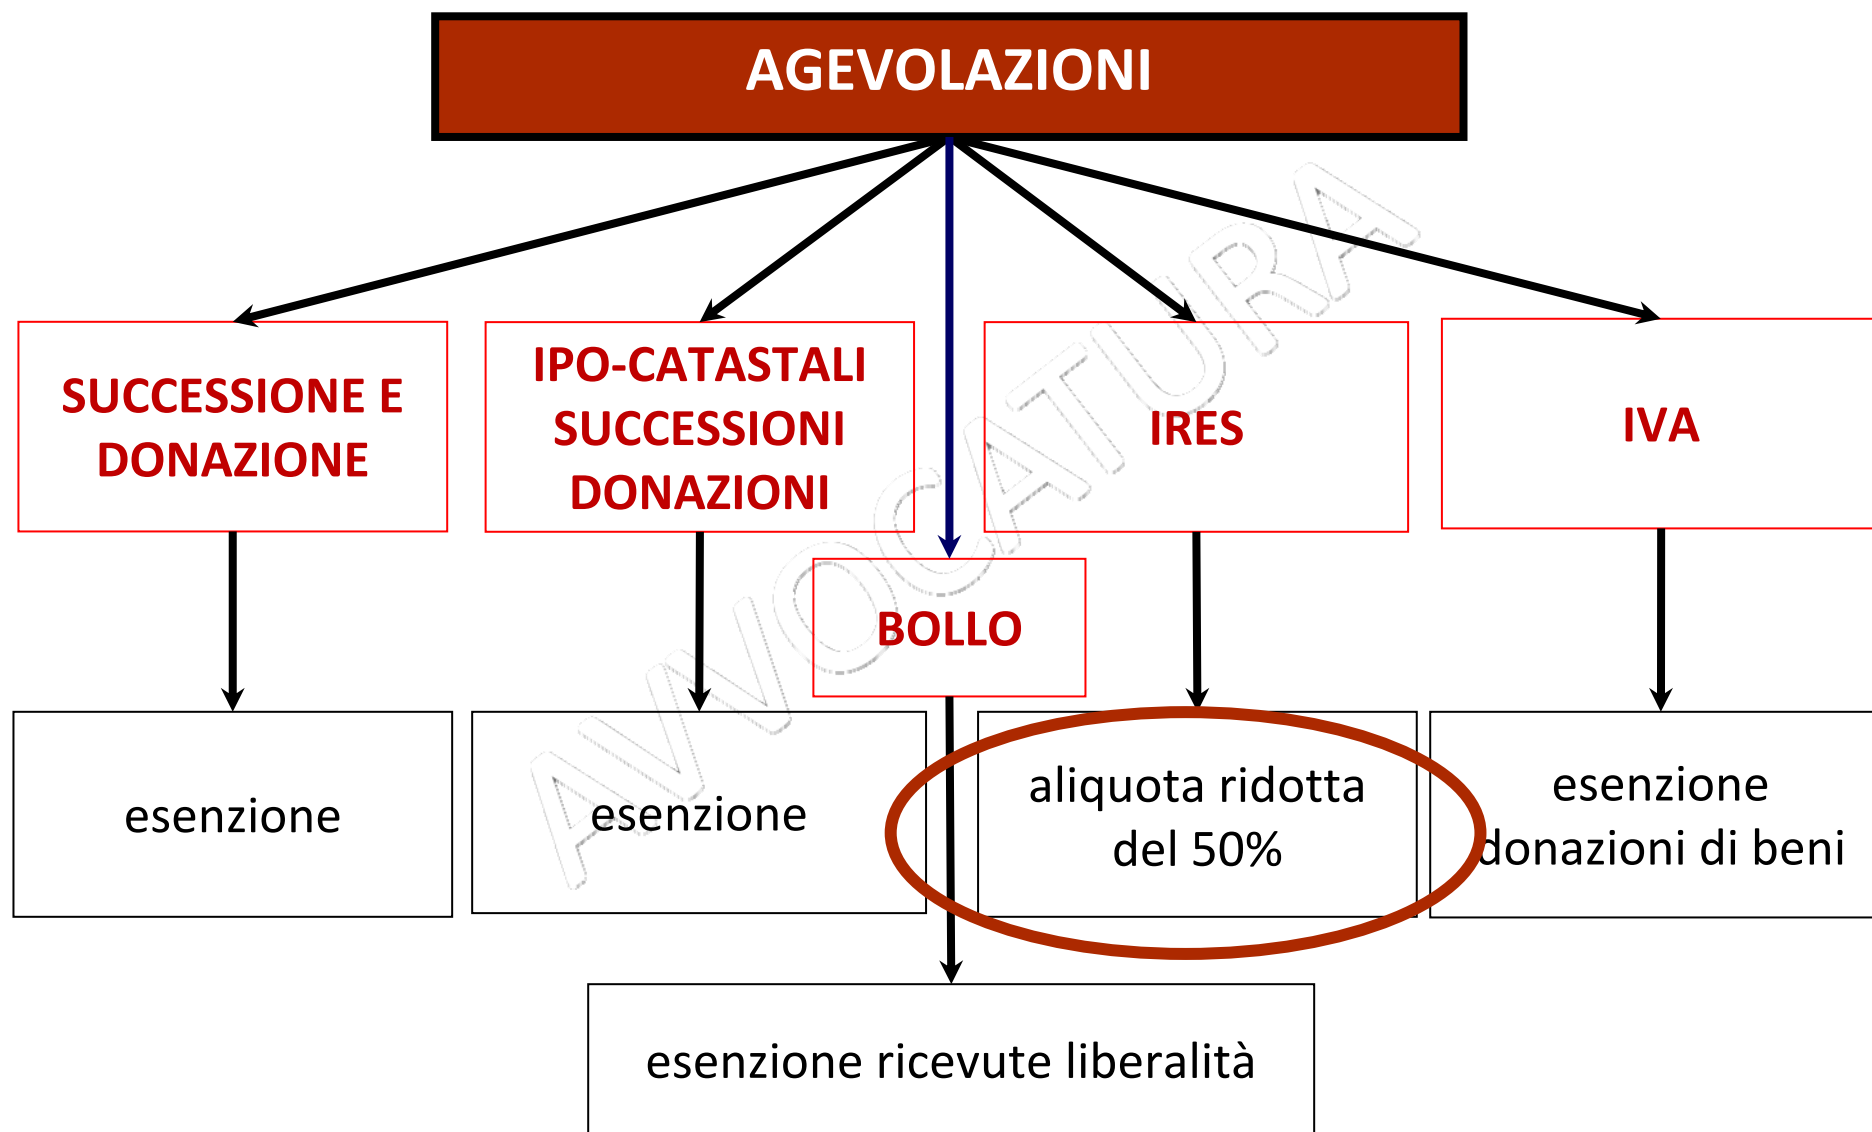 AGEVOLAZIONI
SUCCESSIONE E
DONAZIONE
IPO-CATASTALI
SUCCESSIONI
DONAZIONI
IRES
IVA
BOLLO
esenzione
esenzione
aliquota ridotta
del 50%
esenzione
donazioni di beni
esenzione ricevute liberalità
AVVOCATURA